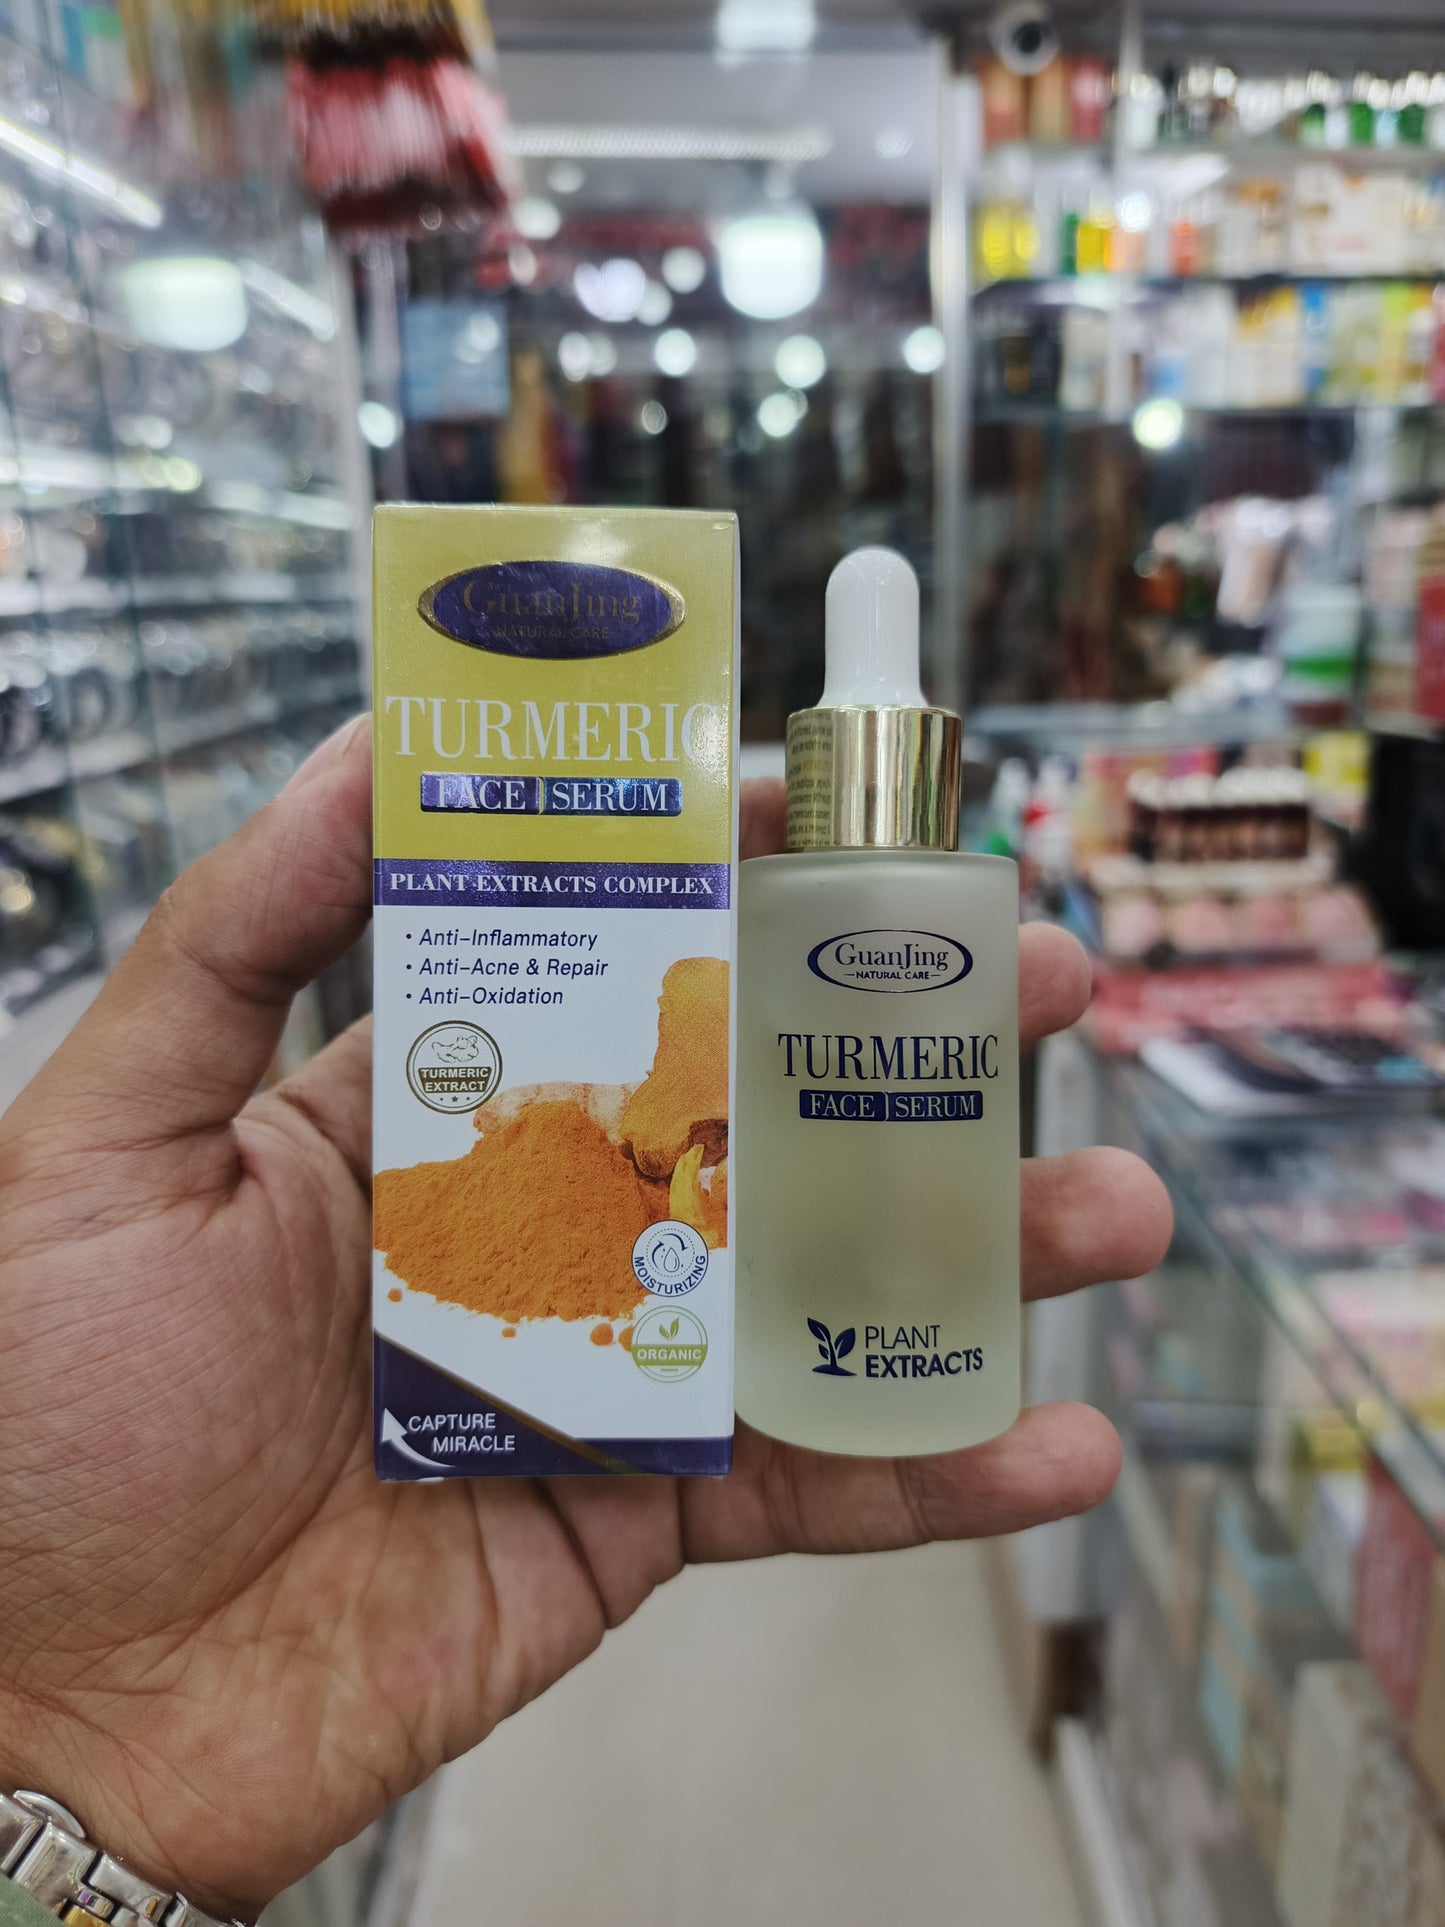 GuanJing
NATURAL CARE
TURMERIC
FACE SERUM
PLANT EXTRACTS COMPLEX
• Anti-Inflammatory
• Anti-Acne & Repair
• Anti-Oxidation
TURMERIC
EXTRACT
MOISTURIZING
ORGANIC
CAPTURE
MIRACLE
GuanJing
NATURAL CARE
TURMERIC
FACE SERUM
PLANT
EXTRACTS